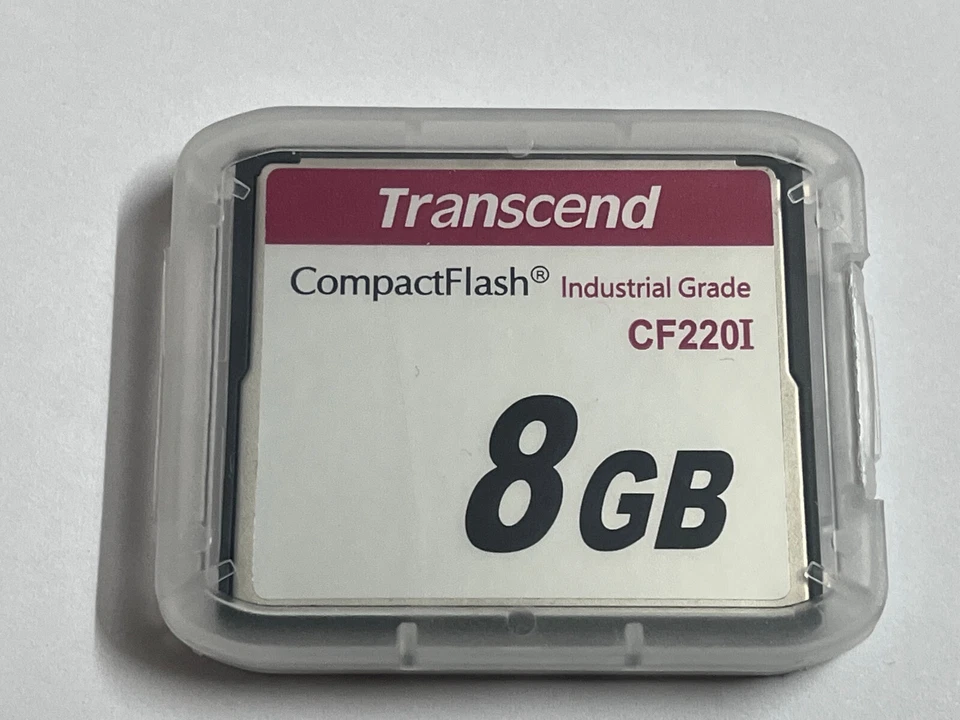 Transcend
CompactFlash® Industrial Grade
CF220I
8GB